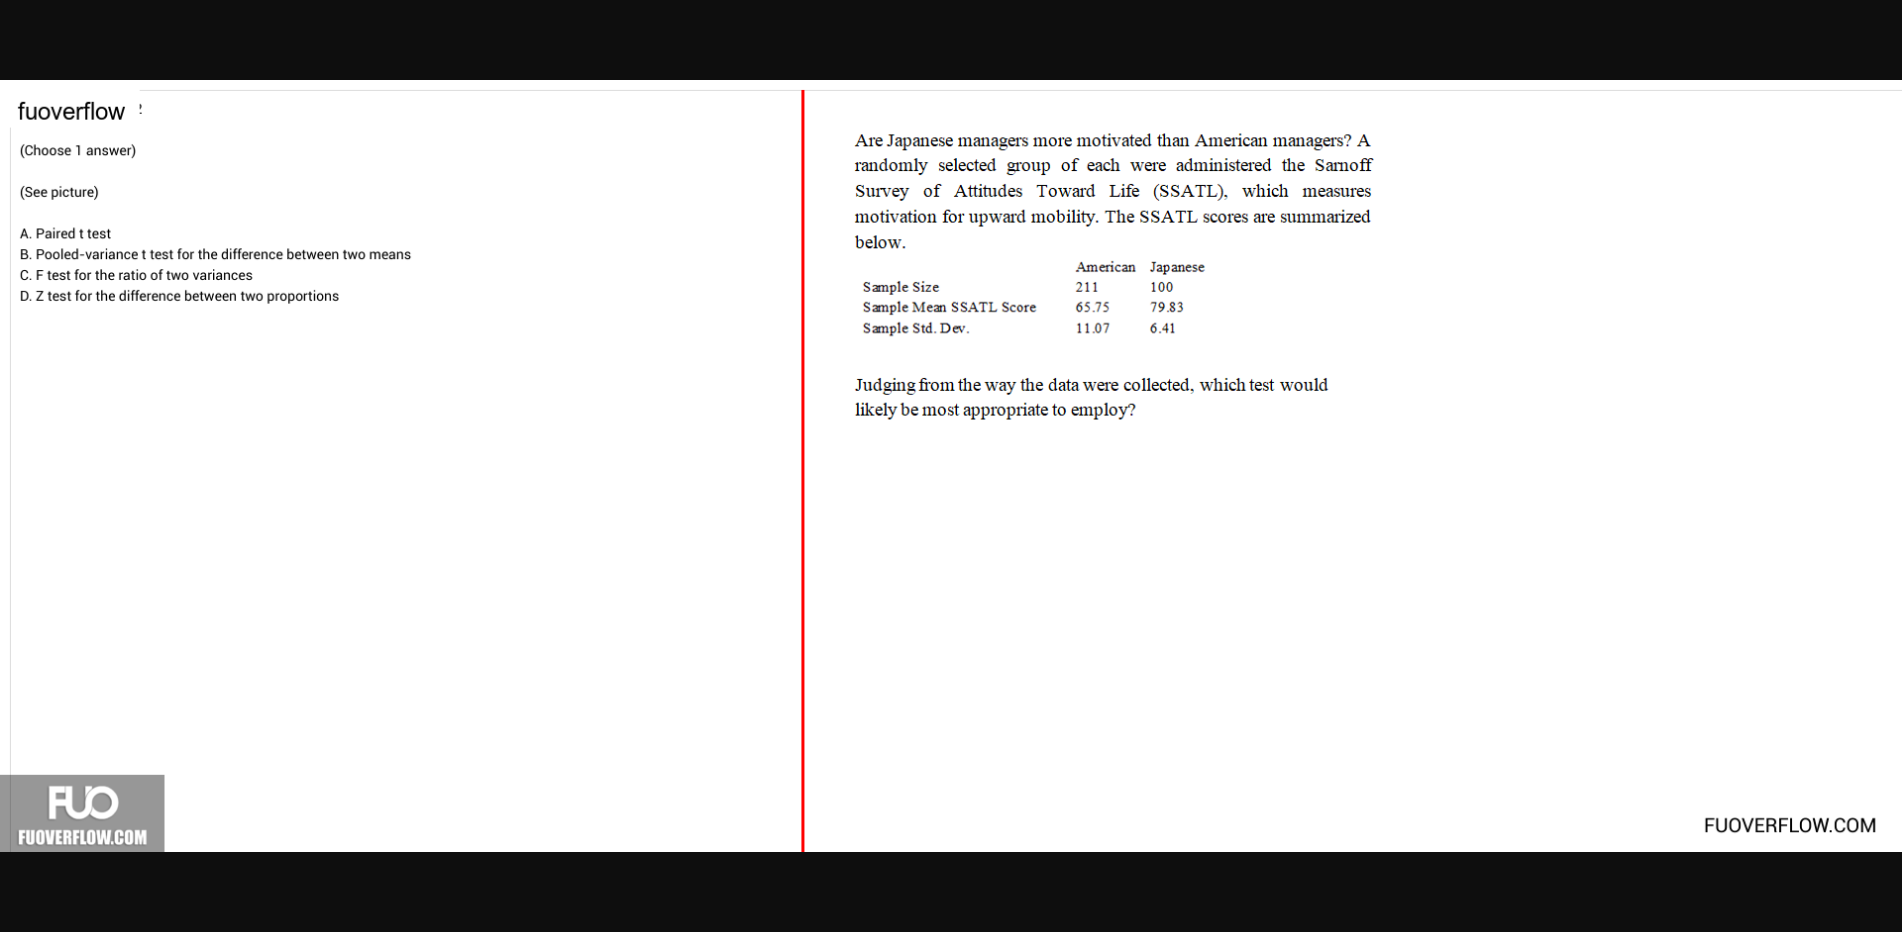 fuoverflow
(Choose 1 answer)
(See picture)
A. Paired t test
B. Pooled-variance t test for the difference between two means
C. F test for the ratio of two variances
D. Z test for the difference between two proportions
FUO
FUOVERFLOW.COM
Are Japanese managers more motivated than American managers? A
randomly selected group of each were administered the Sarnoff
Survey of Attitudes Toward Life (SSATL), which measures
motivation for upward mobility. The SSATL scores are summarized
below.
American Japanese
Sample Size 211 100
Sample Mean SSATL Score 65.75 79.83
Sample Std. Dev. 11.07 6.41
Judging from the way the data were collected, which test would
likely be most appropriate to employ?
FUOVERFLOW.COM